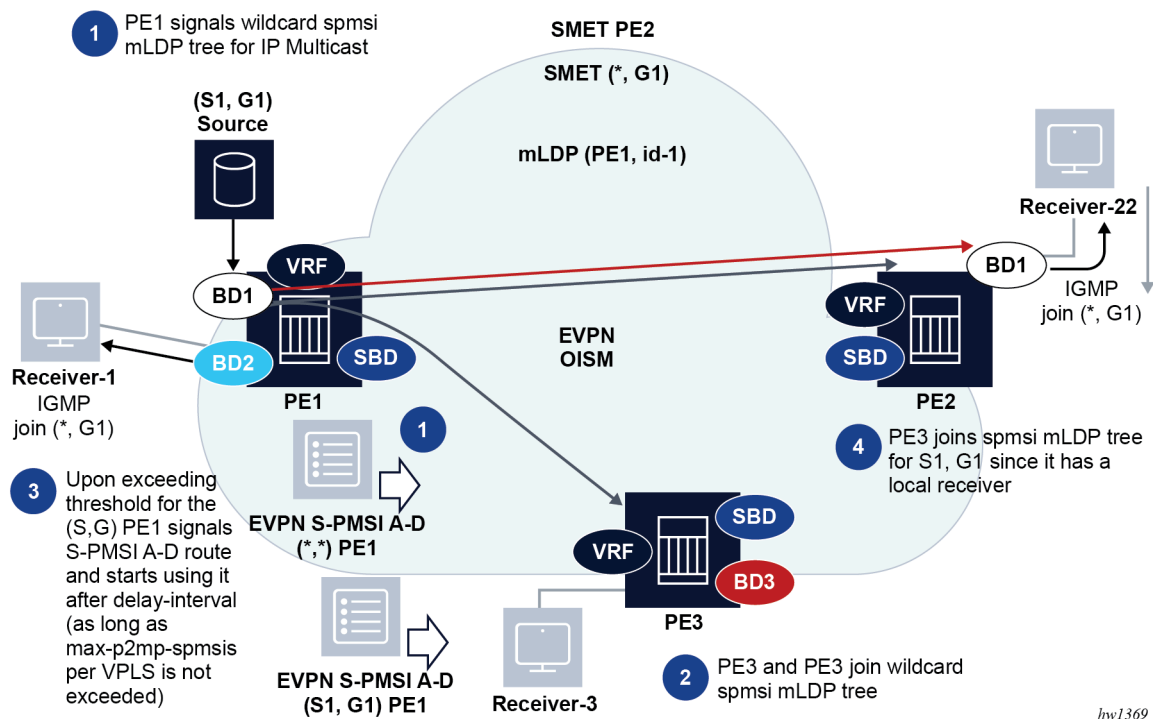 1
PE1 signals wildcard spmsi
mLDP tree for IP Multicast
SMET PE2
SMET (*, G1)
mLDP (PE1, id-1)
(S1, G1)
Source
Receiver-22
VRF
BD1
BD1
IGMP
join (*, G1)
VRF
BD2
SBD
EVPN
OISM
SBD
Receiver-1
IGMP
join (*, G1)
PE1
PE2
1
4
PE3 joins spmsi mLDP tree
for S1, G1 since it has a
local receiver
3
Upon exceeding
threshold for the
(S,G) PE1 signals
S-PMSI A-D route
and starts using it
after delay-interval
(as long as
max-p2mp-spmsis
per VPLS is not
exceeded)
EVPN S-PMSI A-D
(*,*) PE1
SBD
VRF
BD3
PE3
EVPN S-PMSI A-D
(S1, G1) PE1
Receiver-3
2
PE3 and PE3 join wildcard
spmsi mLDP tree
hw1369